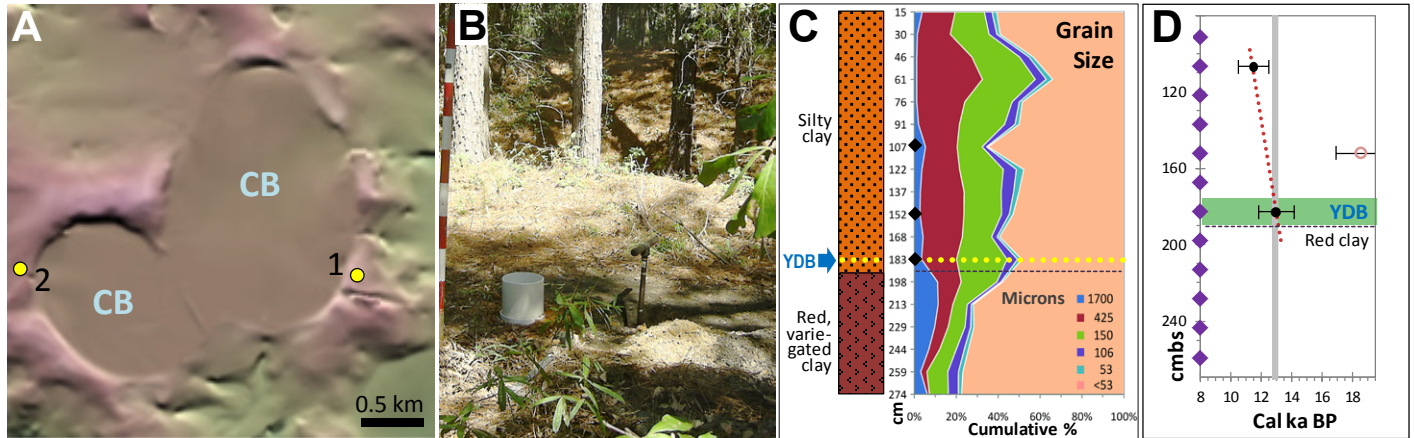 A
CB
CB
1
2
0.5 km
B
C
Grain
Size
Silty
clay
YDB
Red,
varie-
gated
clay
15
30
46
61
76
91
107
122
137
152
168
183
198
213
229
244
259
274
cm
Microns
1700
425
150
106
53
<53
0%
20%
40%
60%
80%
100%
Cumulative %
D
120
160
200
240
cmbs
YDB
Red clay
8
10
12
14
16
18
Cal ka BP